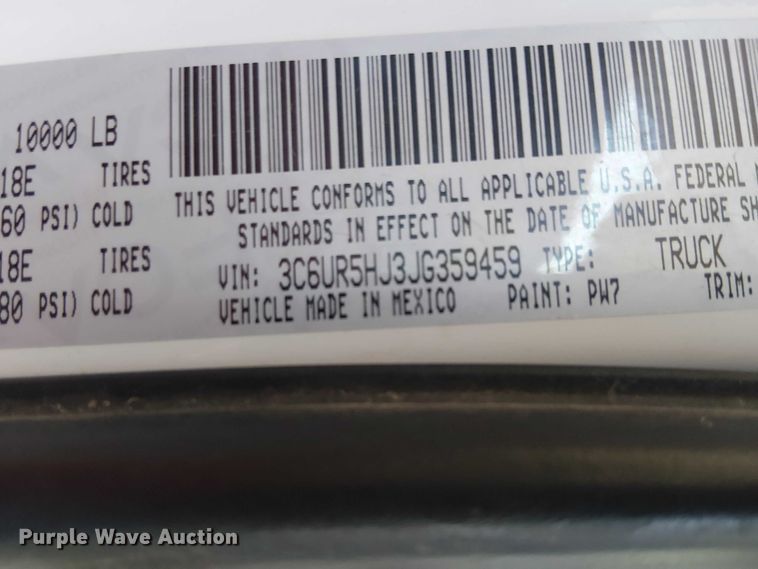 10000 LB
18E TIRES
60 PSI) COLD
18E TIRES
80 PSI) COLD
THIS VEHICLE CONFORMS TO ALL APPLICABLE U.S.A. FEDERAL
STANDARDS IN EFFECT ON THE DATE OF MANUFACTURE SH
VIN: 3C6UR5HJ3JG359459 TYPE: TRUCK
VEHICLE MADE IN MEXICO PAINT: PW7 TRIM:
Purple Wave Auction